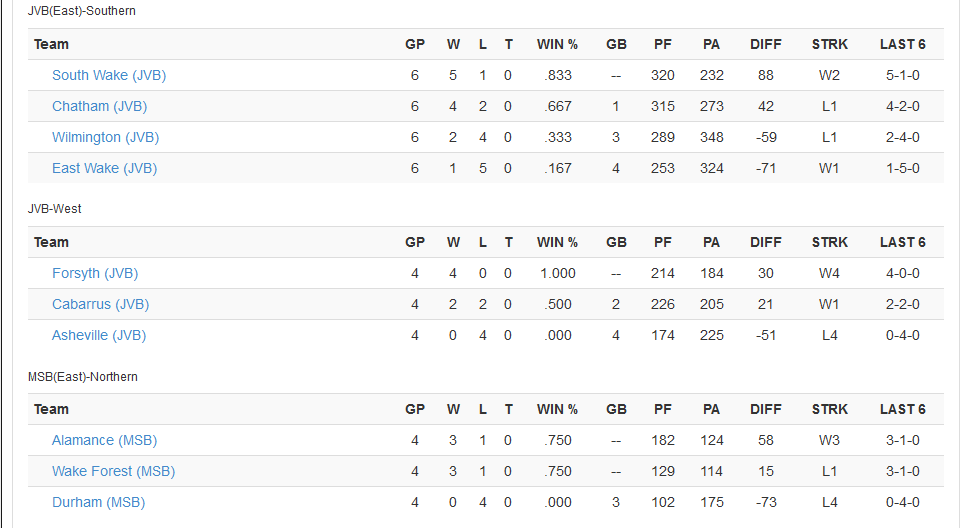 JVB(East)-Southern
Team GP W L T WIN % GB PF PA DIFF STRK LAST 6
South Wake (JVB) 6 5 1 0 .833 -- 320 232 88 W2 5-1-0
Chatham (JVB) 6 4 2 0 .667 1 315 273 42 L1 4-2-0
Wilmington (JVB) 6 2 4 0 .333 3 289 348 -59 L1 2-4-0
East Wake (JVB) 6 1 5 0 .167 4 253 324 -71 W1 1-5-0
JVB-West
Team GP W L T WIN % GB PF PA DIFF STRK LAST 6
Forsyth (JVB) 4 4 0 0 1.000 -- 214 184 30 W4 4-0-0
Cabarrus (JVB) 4 2 2 0 .500 2 226 205 21 W1 2-2-0
Asheville (JVB) 4 0 4 0 .000 4 174 225 -51 L4 0-4-0
MSB(East)-Northern
Team GP W L T WIN % GB PF PA DIFF STRK LAST 6
Alamance (MSB) 4 3 1 0 .750 -- 182 124 58 W3 3-1-0
Wake Forest (MSB) 4 3 1 0 .750 -- 129 114 15 L1 3-1-0
Durham (MSB) 4 0 4 0 .000 3 102 175 -73 L4 0-4-0